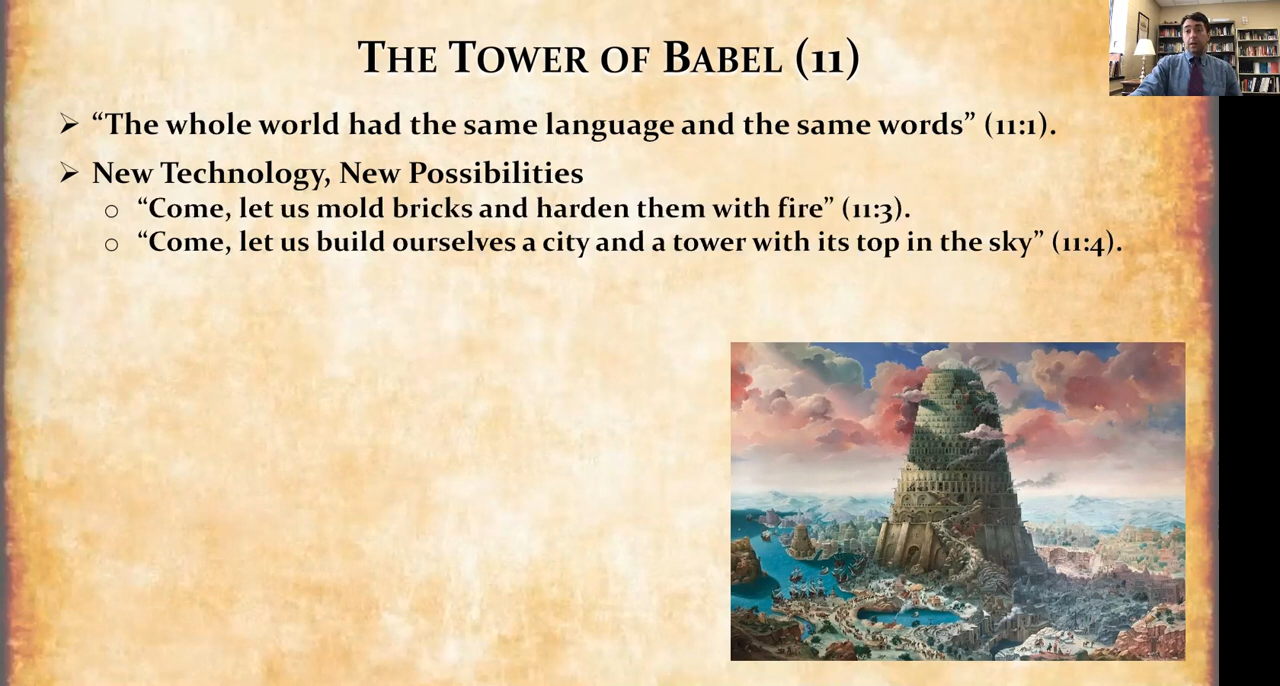 THE TOWER OF BABEL (11)
➢ “The whole world had the same language and the same words” (11:1).
➢ New Technology, New Possibilities
○ “Come, let us mold bricks and harden them with fire” (11:3).
○ “Come, let us build ourselves a city and a tower with its top in the sky” (11:4).